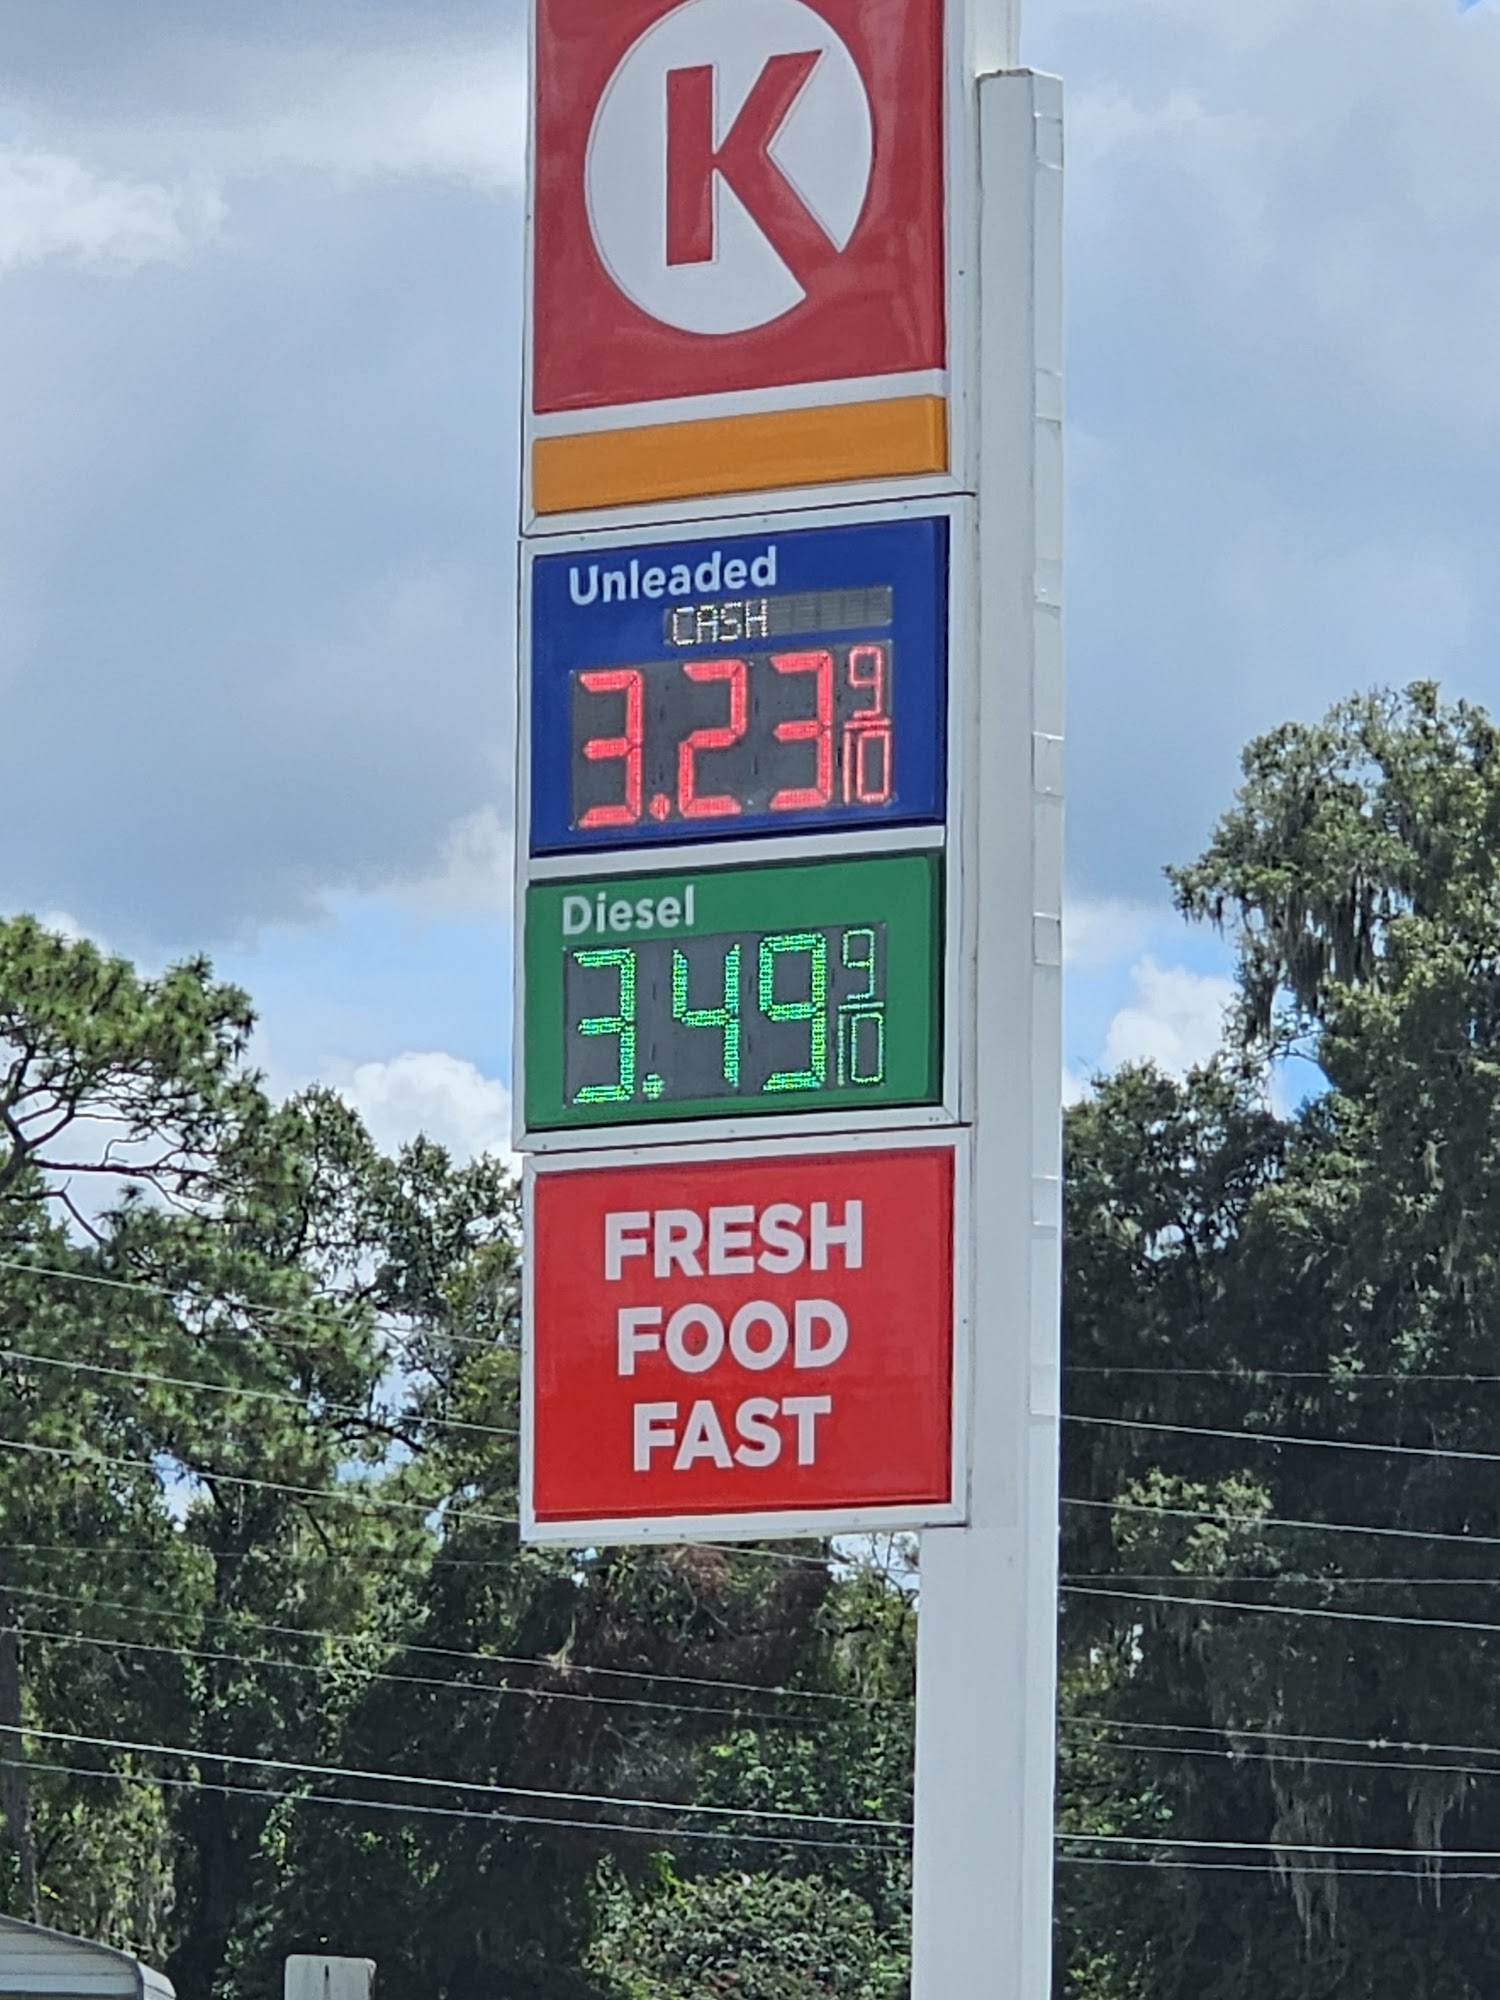 K
Unleaded
CASH
3.23 9/10
Diesel
3.49 9/10
FRESH
FOOD
FAST